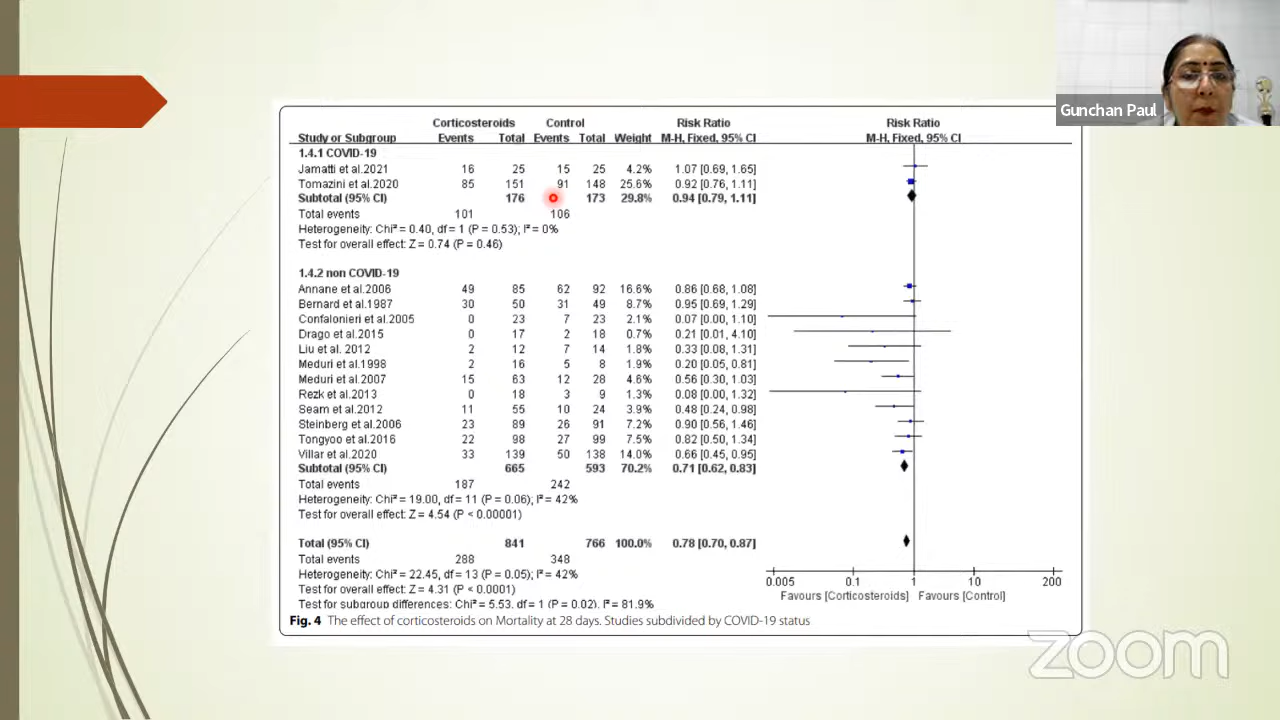 Gunchan Paul
Corticosteroids Control Risk Ratio Risk Ratio
Study or Subgroup Events Total Events Total Weight M-H, Fixed, 95% CI M-H, Fixed, 95% CI
1.4.1 COVID-19
Jamatti et al.2021 16 25 15 25 4.2% 1.07 [0.69, 1.65]
Tomazini et al.2020 85 151 91 148 25.6% 0.92 [0.76, 1.11]
Subtotal (95% CI) 176 173 29.8% 0.94 [0.79, 1.11]
Total events 101 106
Heterogeneity: Chi² = 0.40, df = 1 (P = 0.53); I² = 0%
Test for overall effect: Z = 0.74 (P = 0.46)
1.4.2 non COVID-19
Annane et al.2006 49 85 62 92 16.6% 0.86 [0.68, 1.08]
Bernard et al.1987 30 50 31 49 8.7% 0.95 [0.69, 1.29]
Confalonieri et al.2005 0 23 7 23 2.1% 0.07 [0.00, 1.10]
Drago et al.2015 0 17 2 18 0.7% 0.21 [0.01, 4.10]
Liu et al. 2012 2 12 7 14 1.8% 0.33 [0.08, 1.31]
Meduri et al.1998 2 16 5 8 1.9% 0.20 [0.05, 0.81]
Meduri et al.2007 15 63 12 28 4.6% 0.56 [0.30, 1.03]
Rezk et al.2013 0 18 3 9 1.3% 0.08 [0.00, 1.32]
Seam et al.2012 11 55 10 24 3.9% 0.48 [0.24, 0.98]
Steinberg et al.2006 23 89 26 91 7.2% 0.90 [0.56, 1.46]
Tongyoo et al.2016 22 98 27 99 7.5% 0.82 [0.50, 1.34]
Villar et al.2020 33 139 50 138 14.0% 0.66 [0.45, 0.95]
Subtotal (95% CI) 665 593 70.2% 0.71 [0.62, 0.83]
Total events 187 242
Heterogeneity: Chi² = 19.00, df = 11 (P = 0.06); I² = 42%
Test for overall effect: Z = 4.54 (P < 0.00001)
Total (95% CI) 841 766 100.0% 0.78 [0.70, 0.87]
Total events 288 348
Heterogeneity: Chi² = 22.45, df = 13 (P = 0.05); I² = 42%
Test for overall effect: Z = 4.31 (P < 0.0001)
Test for subgroup differences: Chi² = 5.53, df = 1 (P = 0.02), I² = 81.9%
0.005 0.1 1 10 200
Favours [Corticosteroids] Favours [Control]
Fig. 4 The effect of corticosteroids on Mortality at 28 days. Studies subdivided by COVID-19 status
zoom